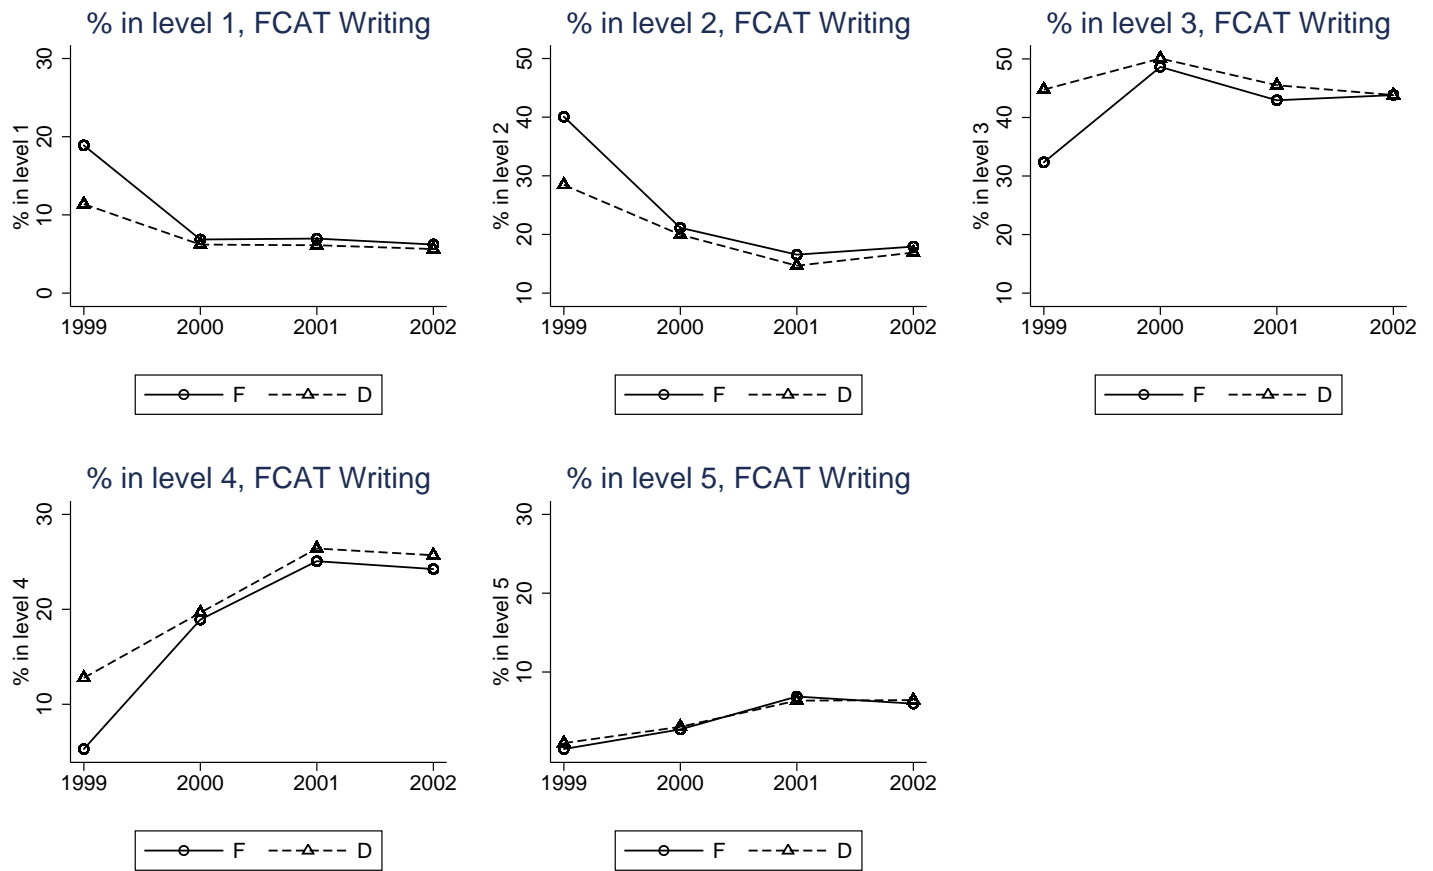 % in level 1, FCAT Writing
% in level 1
30
20
10
0
1999 2000 2001 2002
F D
% in level 2, FCAT Writing
% in level 2
50
40
30
20
10
1999 2000 2001 2002
F D
% in level 3, FCAT Writing
% in level 3
50
40
30
20
10
1999 2000 2001 2002
F D
% in level 4, FCAT Writing
% in level 4
30
20
10
1999 2000 2001 2002
F D
% in level 5, FCAT Writing
% in level 5
30
20
10
1999 2000 2001 2002
F D